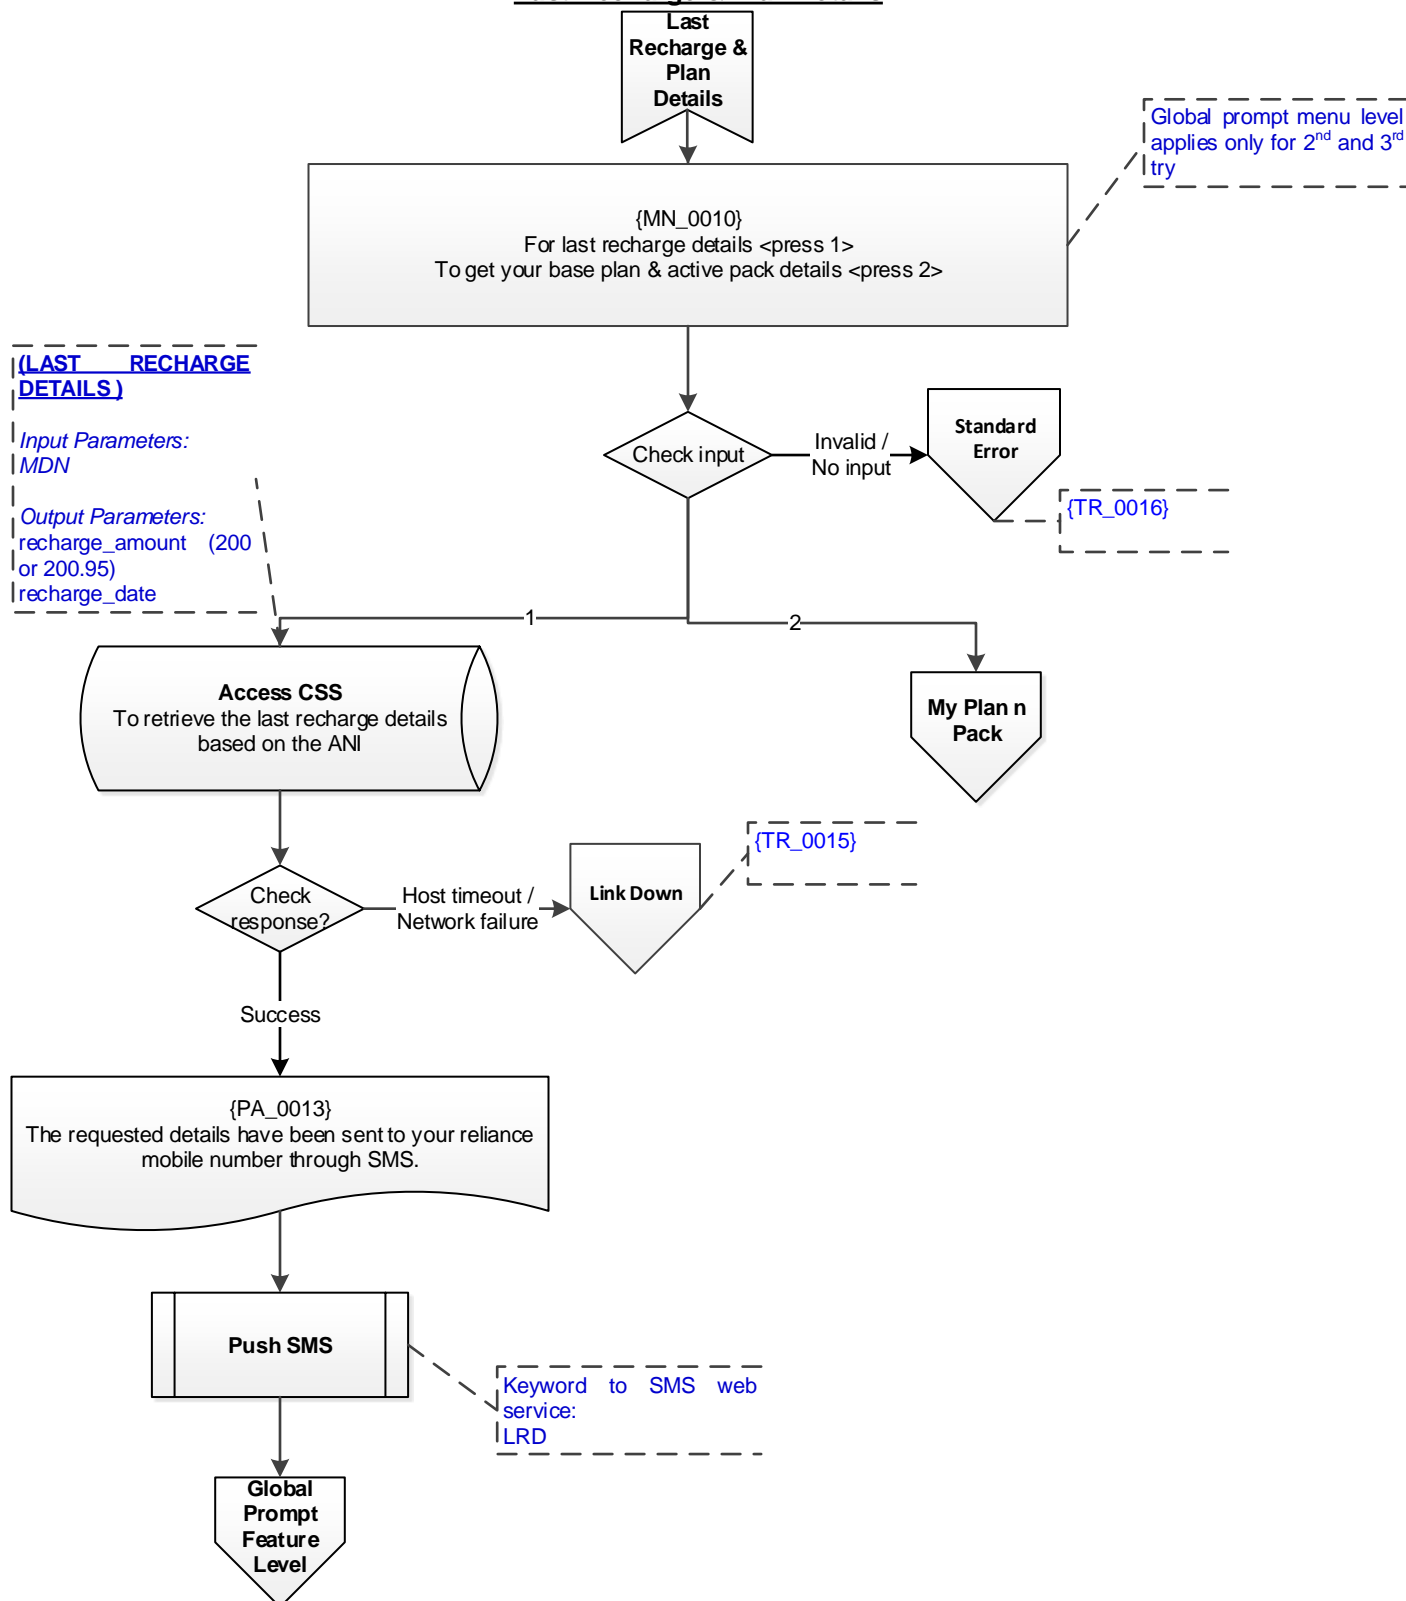 Last
Recharge &
Plan
Details
Global prompt menu level
applies only for 2nd and 3rd
try
{MN_0010}
For last recharge details <press 1>
To get your base plan & active pack details <press 2>
(LAST RECHARGE
DETAILS )
Input Parameters:
MDN
Output Parameters:
recharge_amount (200
or 200.95)
recharge_date
Check input
Invalid /
No input
Standard
Error
{TR_0016}
1
2
Access CSS
To retrieve the last recharge details
based on the ANI
My Plan n
Pack
Check
response?
Host timeout /
Network failure
Link Down
{TR_0015}
Success
{PA_0013}
The requested details have been sent to your reliance
mobile number through SMS.
Push SMS
Keyword to SMS web
service:
LRD
Global
Prompt
Feature
Level